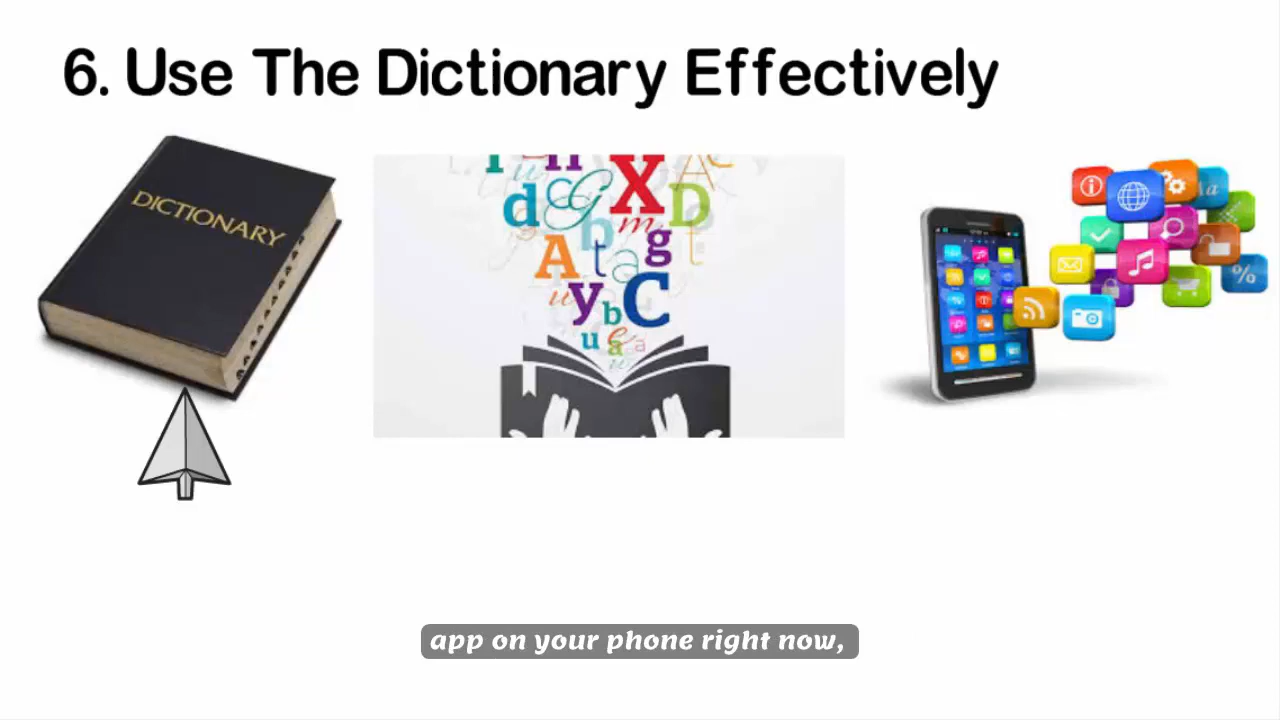 6. Use The Dictionary Effectively
DICTIONARY
app on your phone right now,